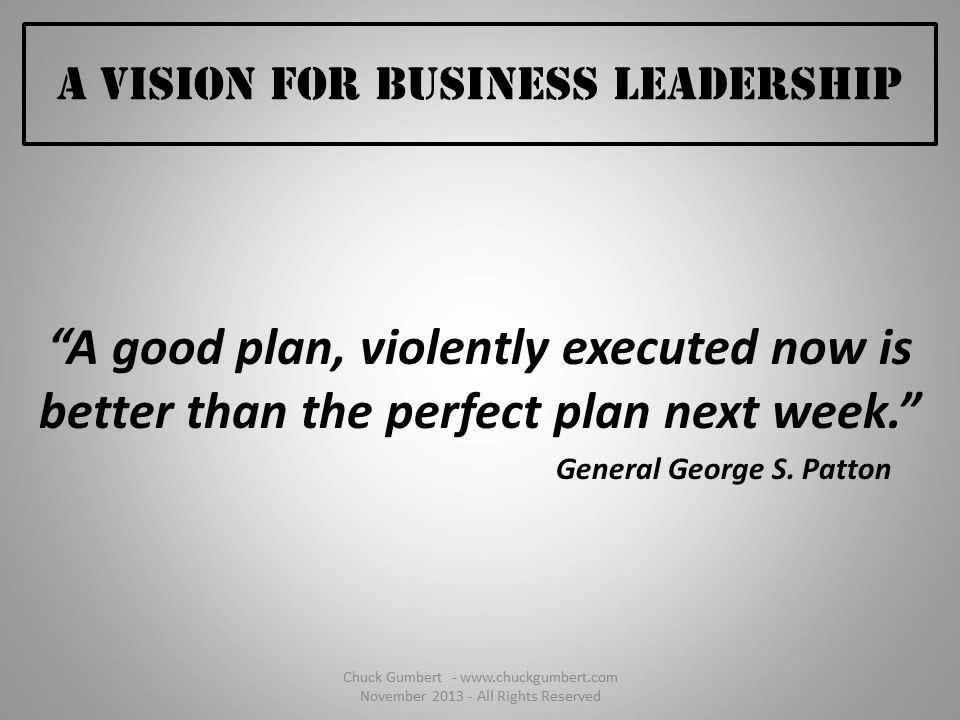 A VISION FOR BUSINESS LEADERSHIP
“A good plan, violently executed now is
better than the perfect plan next week.”
General George S. Patton
Chuck Gumbert - www.chuckgumbert.com
November 2013 - All Rights Reserved